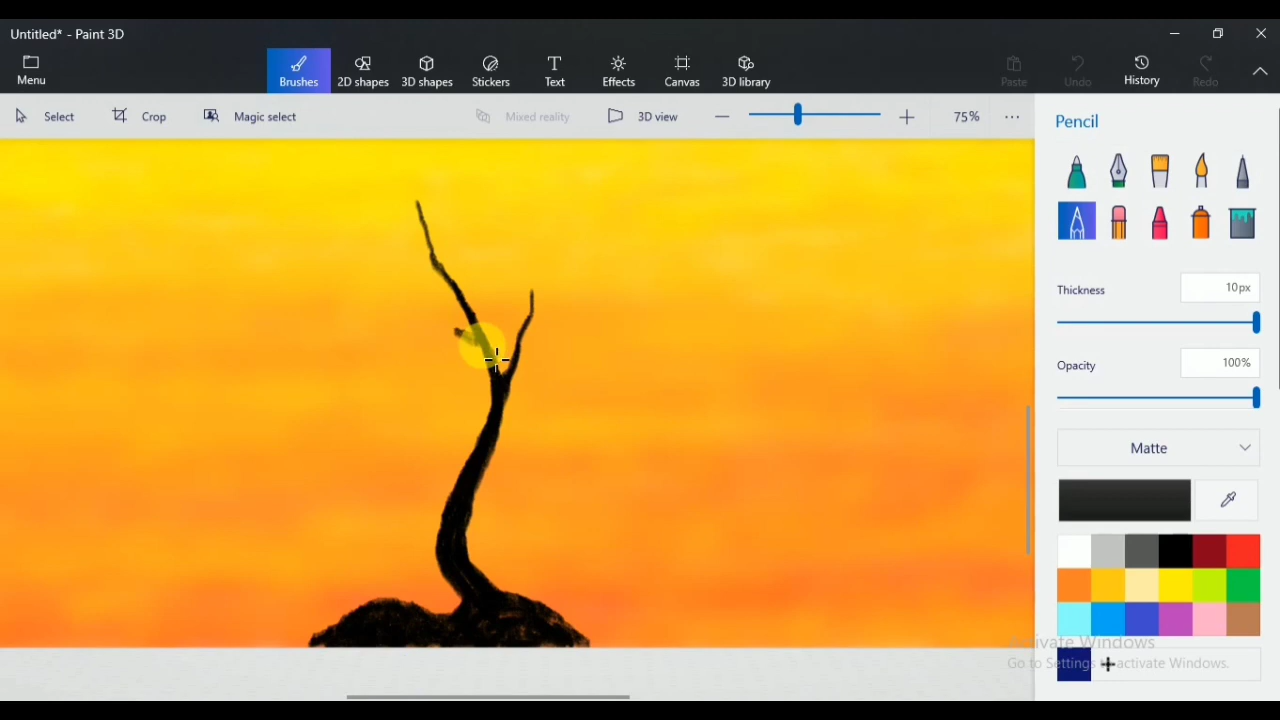 Untitled* - Paint 3D
Menu
Brushes
2D shapes
3D shapes
Stickers
Text
Effects
Canvas
3D library
Paste
Undo
History
Redo
Select
Crop
Magic select
Mixed reality
3D view
75%
Pencil
Thickness
10px
Opacity
100%
Matte
Activate Windows
Go to Settings to activate Windows.